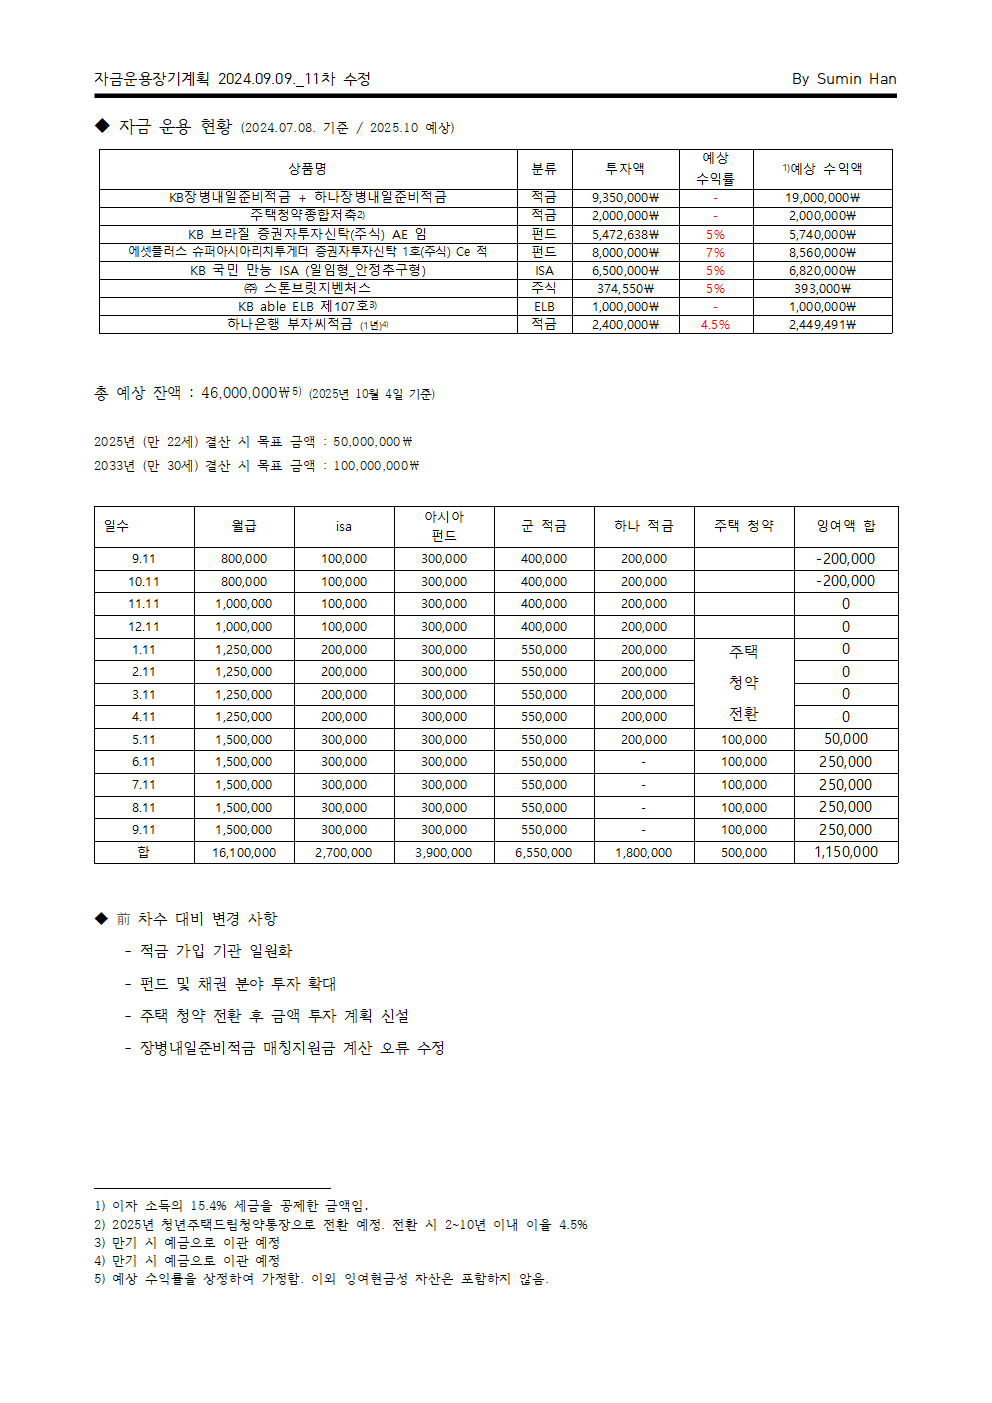 자금운용장기계획 2024.09.09._11차 수정 By Sumin Han
◆ 자금 운용 현황 (2024.07.08. 기준 / 2025.10 예상)
상품명 분류 투자액 예상 수익률 1)예상 수익액
KB장병내일준비적금 + 하나장병내일준비적금 적금 9,350,000₩ - 19,000,000₩
주택청약종합저축2) 적금 2,000,000₩ - 2,000,000₩
KB 브라질 증권자투자신탁(주식) AE 임 펀드 5,472,638₩ 5% 5,740,000₩
에셋플러스 슈퍼아시아리치투게더 증권자투자신탁 1호(주식) Ce 적 펀드 8,000,000₩ 7% 8,560,000₩
KB 국민 만능 ISA (일임형_안정추구형) ISA 6,500,000₩ 5% 6,820,000₩
㈜ 스톤브릿지벤처스 주식 374,550₩ 5% 393,000₩
KB able ELB 제107호3) ELB 1,000,000₩ - 1,000,000₩
하나은행 부자씨적금 (1년)4) 적금 2,400,000₩ 4.5% 2,449,491₩
총 예상 잔액 : 46,000,000₩5) (2025년 10월 4일 기준)
2025년 (만 22세) 결산 시 목표 금액 : 50,000,000₩
2033년 (만 30세) 결산 시 목표 금액 : 100,000,000₩
일수 월급 isa 아시아 펀드 군 적금 하나 적금 주택 청약 잉여액 합
9.11 800,000 100,000 300,000 400,000 200,000 -200,000
10.11 800,000 100,000 300,000 400,000 200,000 -200,000
11.11 1,000,000 100,000 300,000 400,000 200,000 0
12.11 1,000,000 100,000 300,000 400,000 200,000 0
1.11 1,250,000 200,000 300,000 550,000 200,000 주택 0
2.11 1,250,000 200,000 300,000 550,000 200,000 청약 0
3.11 1,250,000 200,000 300,000 550,000 200,000 0
4.11 1,250,000 200,000 300,000 550,000 200,000 전환 0
5.11 1,500,000 300,000 300,000 550,000 200,000 100,000 50,000
6.11 1,500,000 300,000 300,000 550,000 - 100,000 250,000
7.11 1,500,000 300,000 300,000 550,000 - 100,000 250,000
8.11 1,500,000 300,000 300,000 550,000 - 100,000 250,000
9.11 1,500,000 300,000 300,000 550,000 - 100,000 250,000
합 16,100,000 2,700,000 3,900,000 6,550,000 1,800,000 500,000 1,150,000
◆ 前 차수 대비 변경 사항
- 적금 가입 기관 일원화
- 펀드 및 채권 분야 투자 확대
- 주택 청약 전환 후 금액 투자 계획 신설
- 장병내일준비적금 매칭지원금 계산 오류 수정
1) 이자 소득의 15.4% 세금을 공제한 금액임.
2) 2025년 청년주택드림청약통장으로 전환 예정. 전환 시 2~10년 이내 이율 4.5%
3) 만기 시 예금으로 이관 예정
4) 만기 시 예금으로 이관 예정
5) 예상 수익률을 상정하여 가정함. 이외 잉여현금성 자산은 포함하지 않음.